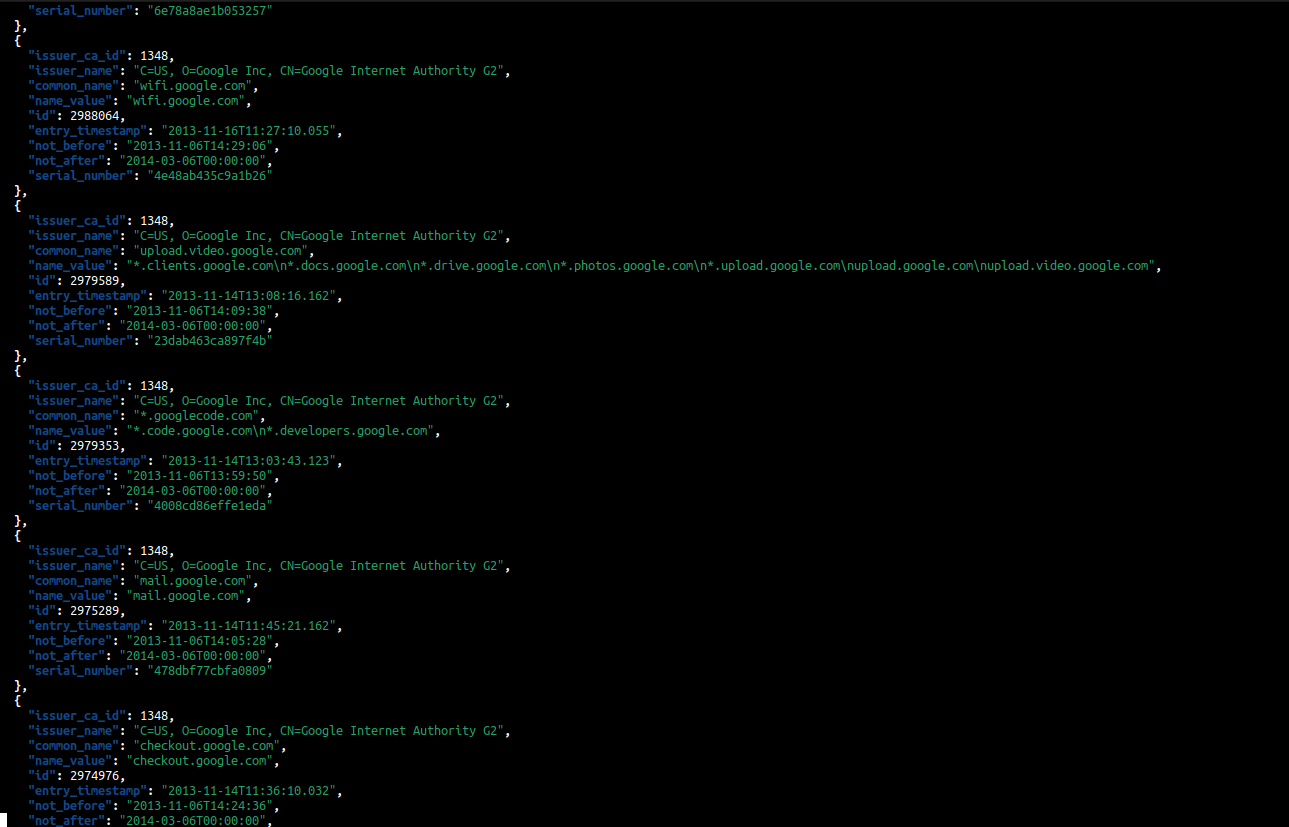 "serial_number": "6e78a8ae1b053257"
},
{
"issuer_ca_id": 1348,
"issuer_name": "C=US, O=Google Inc, CN=Google Internet Authority G2",
"common_name": "wifi.google.com",
"name_value": "wifi.google.com",
"id": 2988064,
"entry_timestamp": "2013-11-16T11:27:10.055",
"not_before": "2013-11-06T14:29:06",
"not_after": "2014-03-06T00:00:00",
"serial_number": "4e48ab435c9a1b26"
},
{
"issuer_ca_id": 1348,
"issuer_name": "C=US, O=Google Inc, CN=Google Internet Authority G2",
"common_name": "upload.video.google.com",
"name_value": "*.clients.google.com\n*.docs.google.com\n*.drive.google.com\n*.photos.google.com\n*.upload.google.com\nupload.google.com\nupload.video.google.com",
"id": 2979589,
"entry_timestamp": "2013-11-14T13:08:16.162",
"not_before": "2013-11-06T14:09:38",
"not_after": "2014-03-06T00:00:00",
"serial_number": "23dab463ca897f4b"
},
{
"issuer_ca_id": 1348,
"issuer_name": "C=US, O=Google Inc, CN=Google Internet Authority G2",
"common_name": "*.googlecode.com",
"name_value": "*.code.google.com\n*.developers.google.com",
"id": 2979353,
"entry_timestamp": "2013-11-14T13:03:43.123",
"not_before": "2013-11-06T13:59:50",
"not_after": "2014-03-06T00:00:00",
"serial_number": "4008cd86effe1eda"
},
{
"issuer_ca_id": 1348,
"issuer_name": "C=US, O=Google Inc, CN=Google Internet Authority G2",
"common_name": "mail.google.com",
"name_value": "mail.google.com",
"id": 2975289,
"entry_timestamp": "2013-11-14T11:45:21.162",
"not_before": "2013-11-06T14:05:28",
"not_after": "2014-03-06T00:00:00",
"serial_number": "478dbf77cbfa0809"
},
{
"issuer_ca_id": 1348,
"issuer_name": "C=US, O=Google Inc, CN=Google Internet Authority G2",
"common_name": "checkout.google.com",
"name_value": "checkout.google.com",
"id": 2974976,
"entry_timestamp": "2013-11-14T11:36:10.032",
"not_before": "2013-11-06T14:24:36",
"not_after": "2014-03-06T00:00:00",